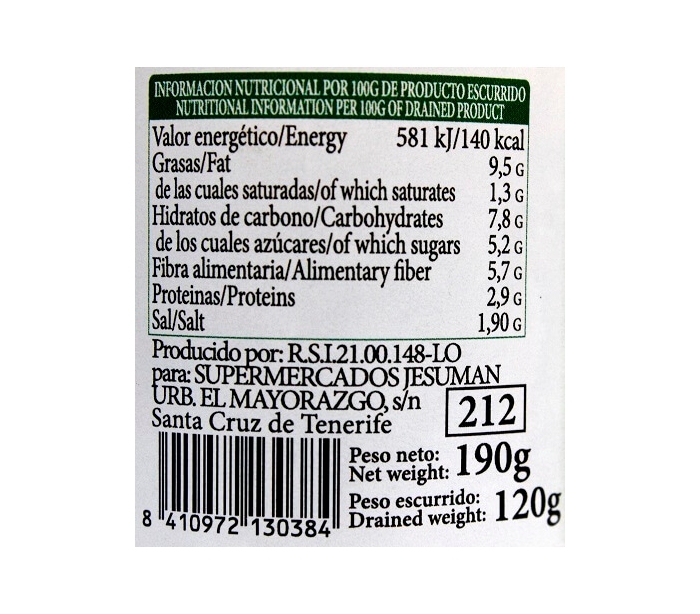 INFORMACION NUTRICIONAL POR 100G DE PRODUCTO ESCURRIDO
NUTRITIONAL INFORMATION PER 100G OF DRAINED PRODUCT
Valor energético/Energy 581 kJ/140 kcal
Grasas/Fat 9,5 G
de las cuales saturadas/of which saturates 1,3 G
Hidratos de carbono/Carbohydrates 7,8 G
de los cuales azúcares/of which sugars 5,2 G
Fibra alimentaria/Alimentary fiber 5,7 G
Proteinas/Proteins 2,9 G
Sal/Salt 1,90 G
Producido por: R.S.I.21.00.148-LO
para: SUPERMERCADOS JESUMAN
URB. EL MAYORAZGO, s/n
Santa Cruz de Tenerife
212
Peso neto:
Net weight: 190g
Peso escurrido:
Drained weight: 120g
8 410972 130384